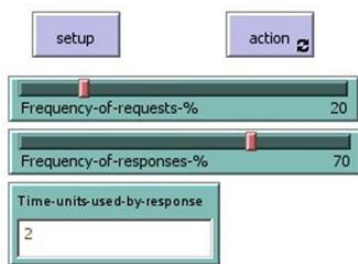 setup
action
Frequency-of-requests-% 20
Frequency-of-responses-% 70
Time-units-used-by-response
2